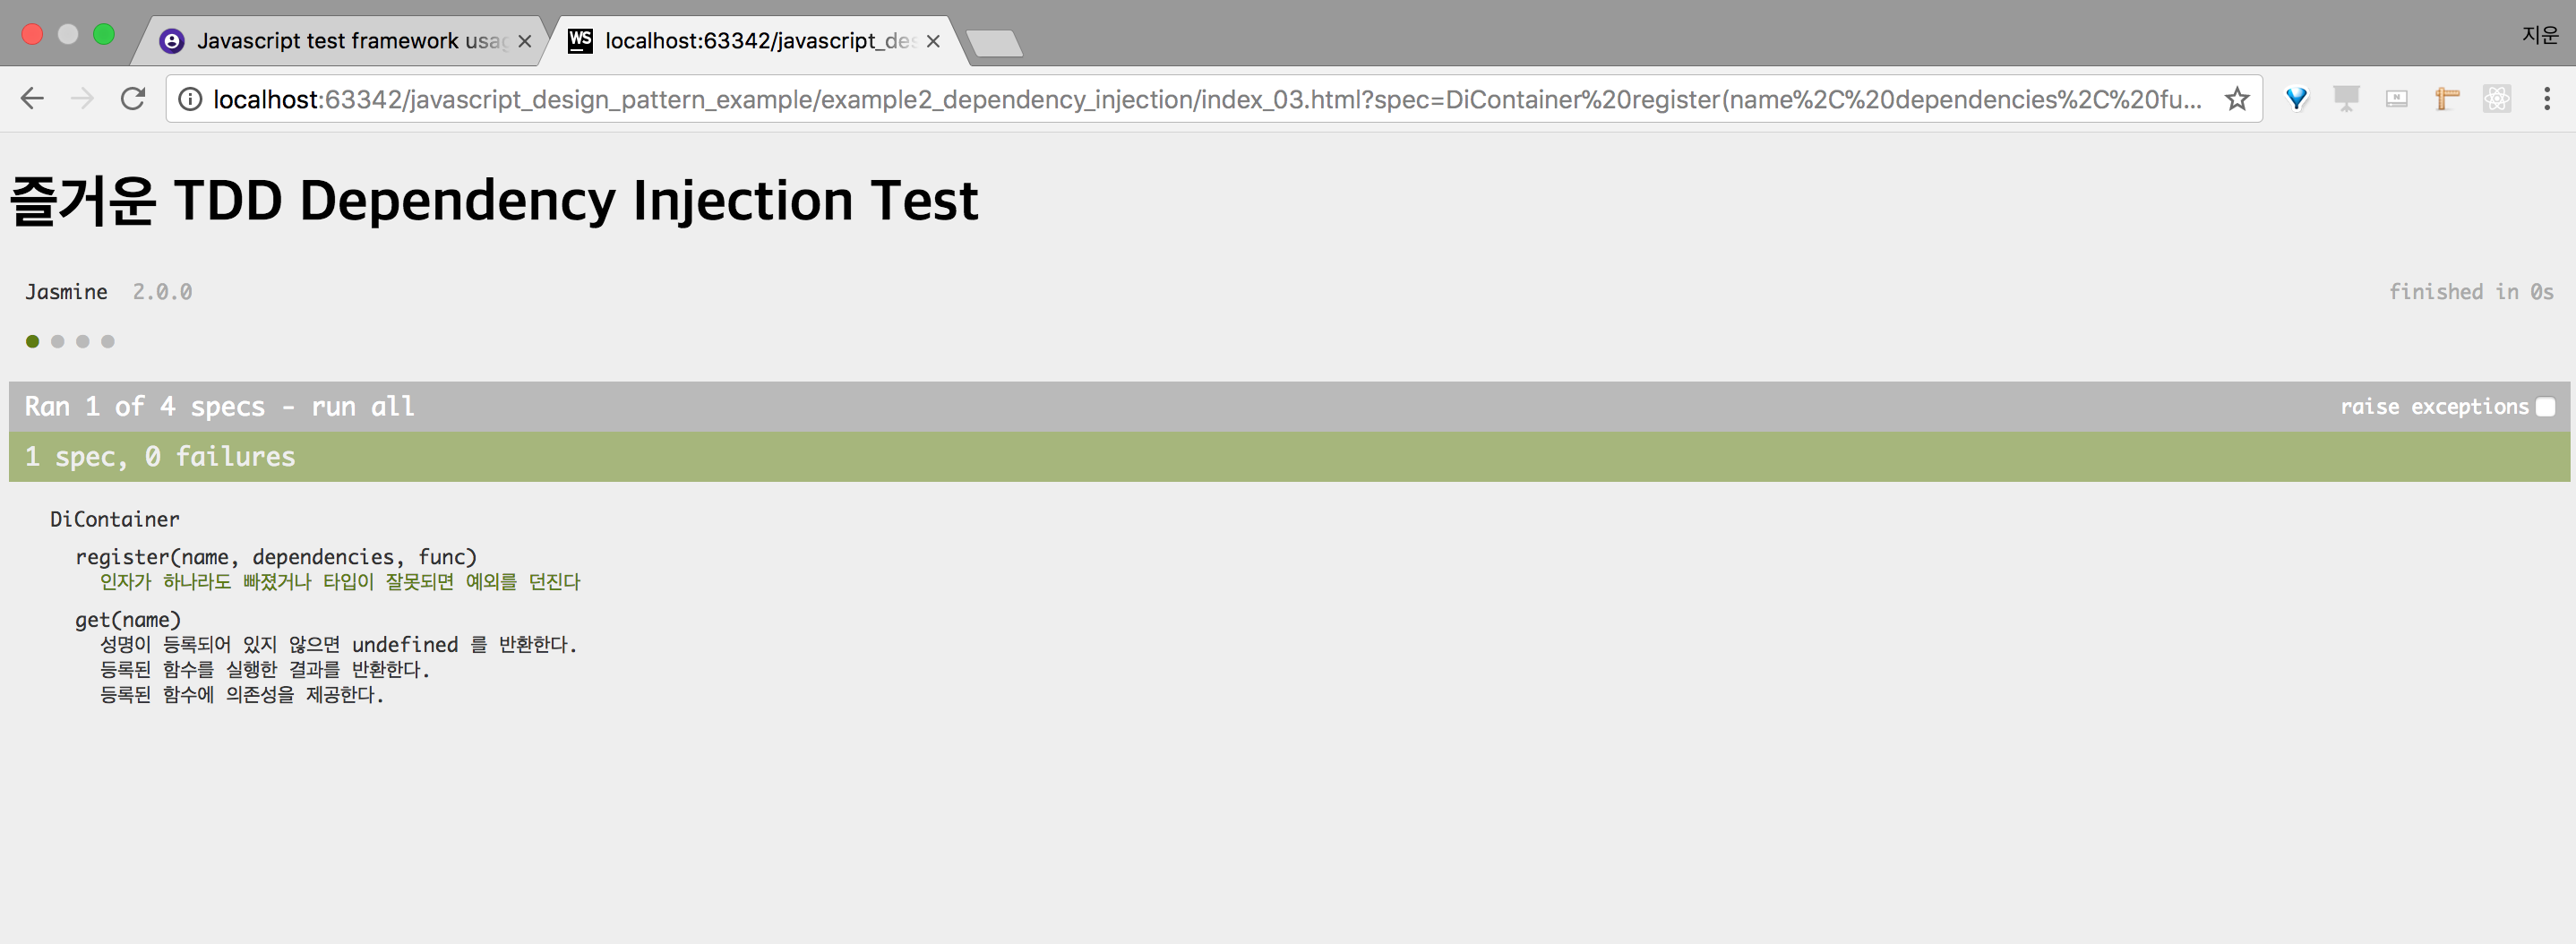 Javascript test framework usag
localhost:63342/javascript_des
지운
localhost:63342/javascript_design_pattern_example/example2_dependency_injection/index_03.html?spec=DiContainer%20register(name%2C%20dependencies%2C%20fu...
즐거운 TDD Dependency Injection Test
Jasmine 2.0.0
finished in 0s
Ran 1 of 4 specs - run all
raise exceptions
1 spec, 0 failures
DiContainer
register(name, dependencies, func)
인자가 하나라도 빠졌거나 타입이 잘못되면 예외를 던진다
get(name)
성명이 등록되어 있지 않으면 undefined 를 반환한다.
등록된 함수를 실행한 결과를 반환한다.
등록된 함수에 의존성을 제공한다.